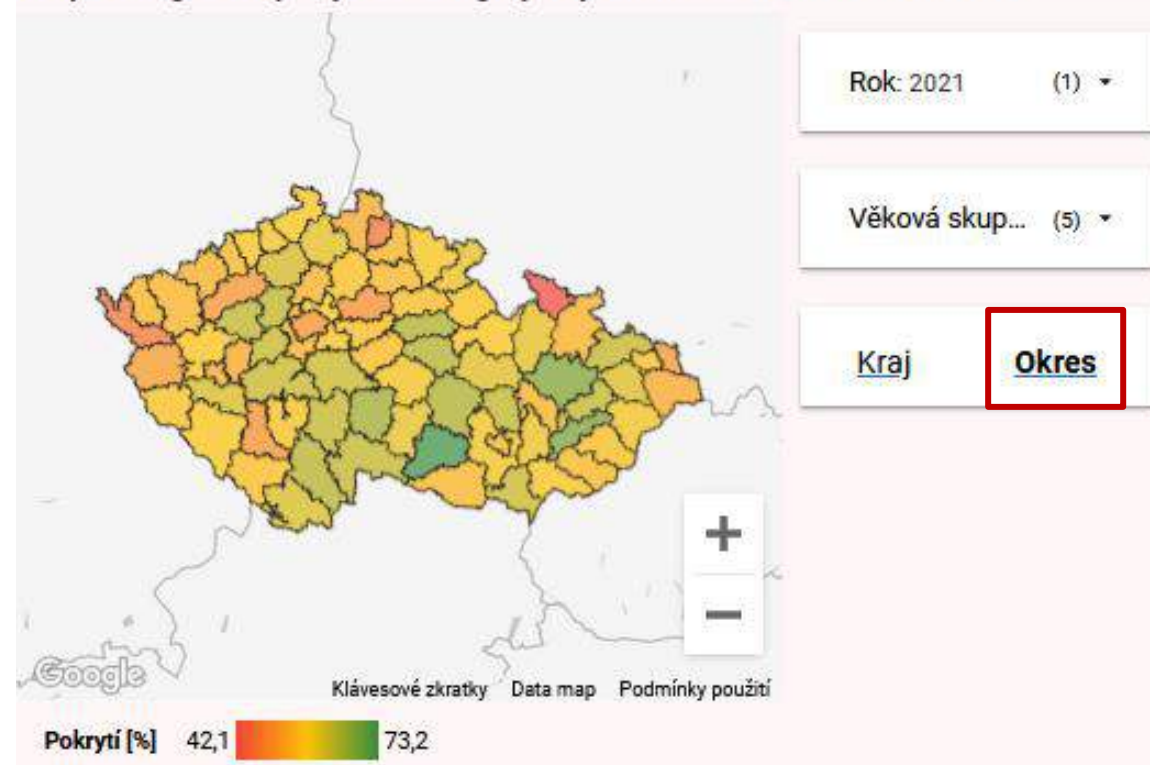 Rok: 2021 (1)
Věková skup... (5)
Kraj Okres
Google
Klávesové zkratky Data map Podmínky použití
Pokrytí [%] 42,1 73,2